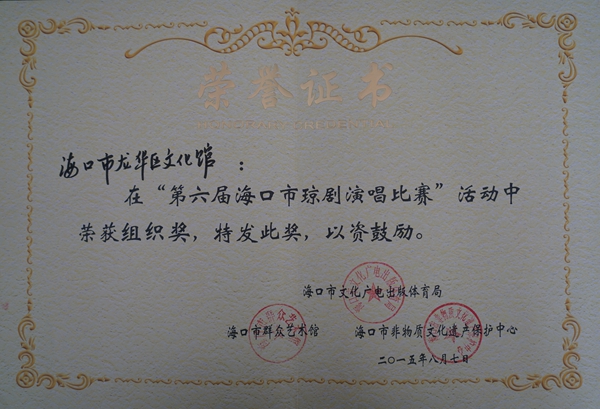 荣誉证书
海口市龙华区文化馆：
在“第六届海口市琼剧演唱比赛”活动中
荣获组织奖，特发此奖，以资鼓励。
海口市文化广电出版体育局
海口市群众艺术馆 海口市非物质文化遗产保护中心
二〇一五年八月七日